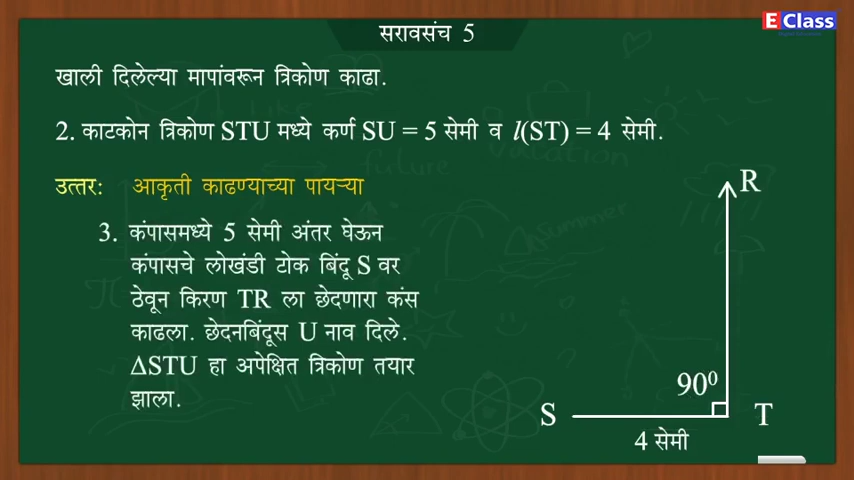 सरावसंच 5
E Class
खाली दिलेल्या मापांवरून त्रिकोण काढा.
2. काटकोन त्रिकोण STU मध्ये कर्ण SU = 5 सेमी व l(ST) = 4 सेमी.
उत्तर: आकृती काढण्याच्या पायऱ्या
3. कंपासमध्ये 5 सेमी अंतर घेऊन
कंपासचे लोखंडी टोक बिंदू S वर
ठेवून किरण TR ला छेदणारा कंस
काढला. छेदनबिंदूस U नाव दिले.
ΔSTU हा अपेक्षित त्रिकोण तयार
झाला.
R
90⁰
S
T
4 सेमी